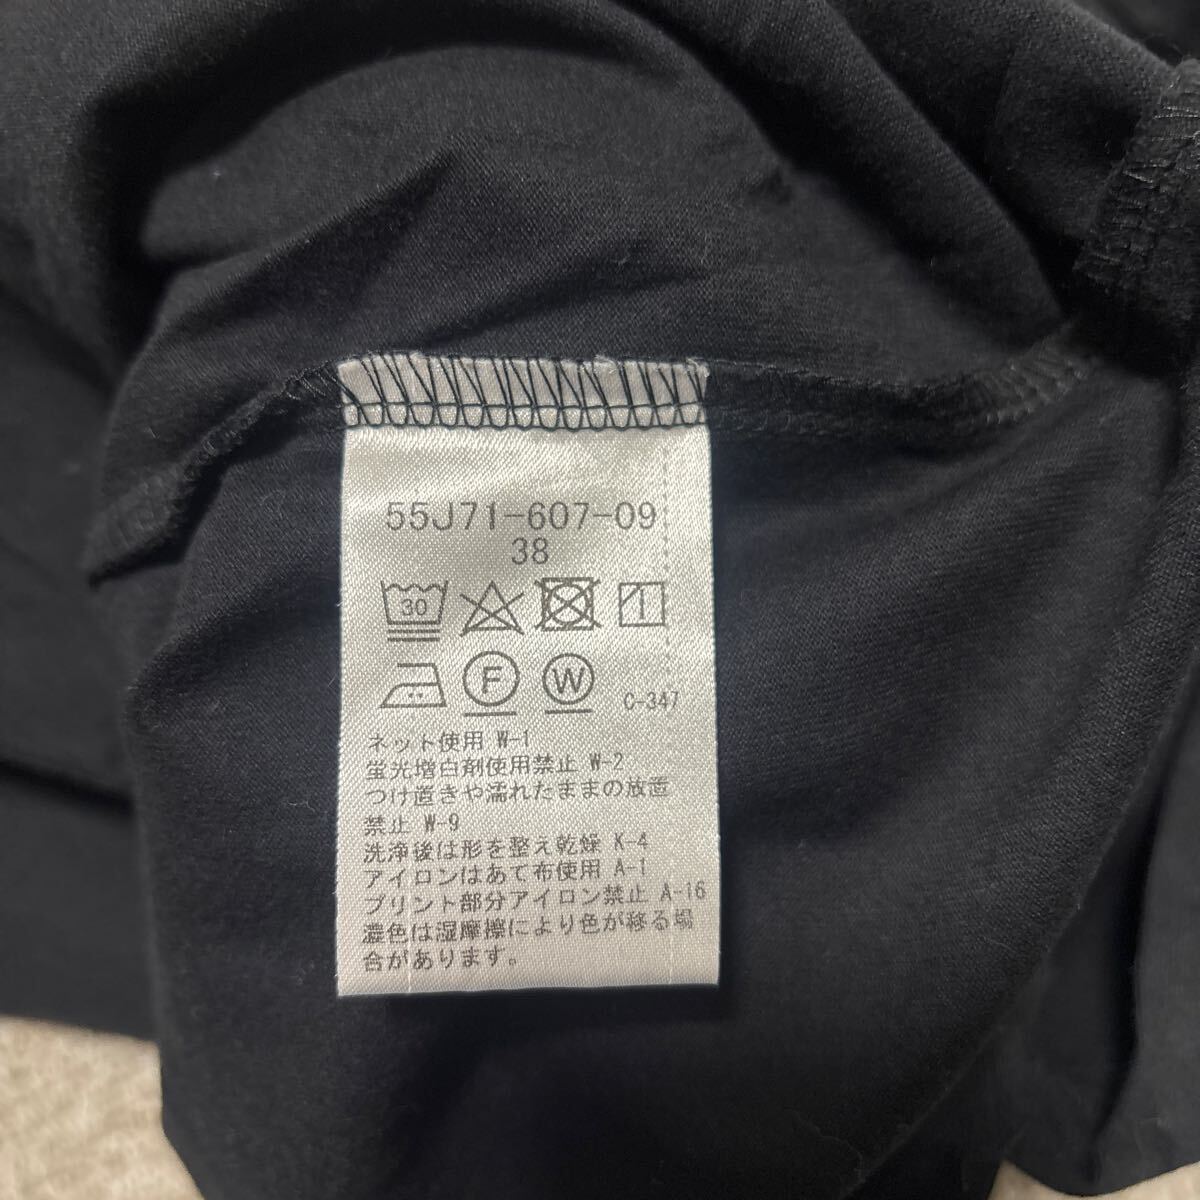 55J71-607-09
38
30
1
F W C-347
ネット使用 W-1
蛍光増白剤使用禁止 W-2
つけ置きや濡れたままの放置
禁止 W-9
洗浄後は形を整え乾燥 K-4
アイロンはあて布使用 A-1
プリント部分アイロン禁止 A-16
濃色は湿摩擦により色が移る場
合があります。